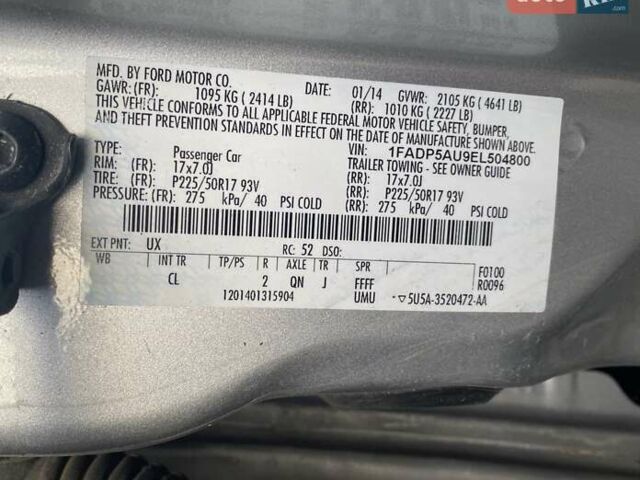 MFD. BY FORD MOTOR CO. DATE: 01/14 GVWR: 2105 KG ( 4641 LB)
GAWR: (FR): 1095 KG ( 2414 LB) (RR): 1010 KG ( 2227 LB)
THIS VEHICLE CONFORMS TO ALL APPLICABLE FEDERAL MOTOR VEHICLE SAFETY, BUMPER,
AND THEFT PREVENTION STANDARDS IN EFFECT ON THE DATE OF MANUFACTURE SHOWN ABOVE.
VIN: 1FADP5AU9EL504800
TYPE: Passenger Car TRAILER TOWING - SEE OWNER GUIDE
RIM: (FR): 17x7.0J (RR): 17x7.0J
TIRE: (FR): P225/50R17 93V (RR): P225/50R17 93V
PRESSURE: (FR): 275 kPa/ 40 PSI COLD (RR): 275 kPa/ 40 PSI COLD
EXT PNT: UX RC: 52 DSO:
WB INT TR TP/PS R AXLE TR SPR F0100
CL 2 QN J FFFF R0096
1201401315904 UMU ▽5U5A-3520472-AA